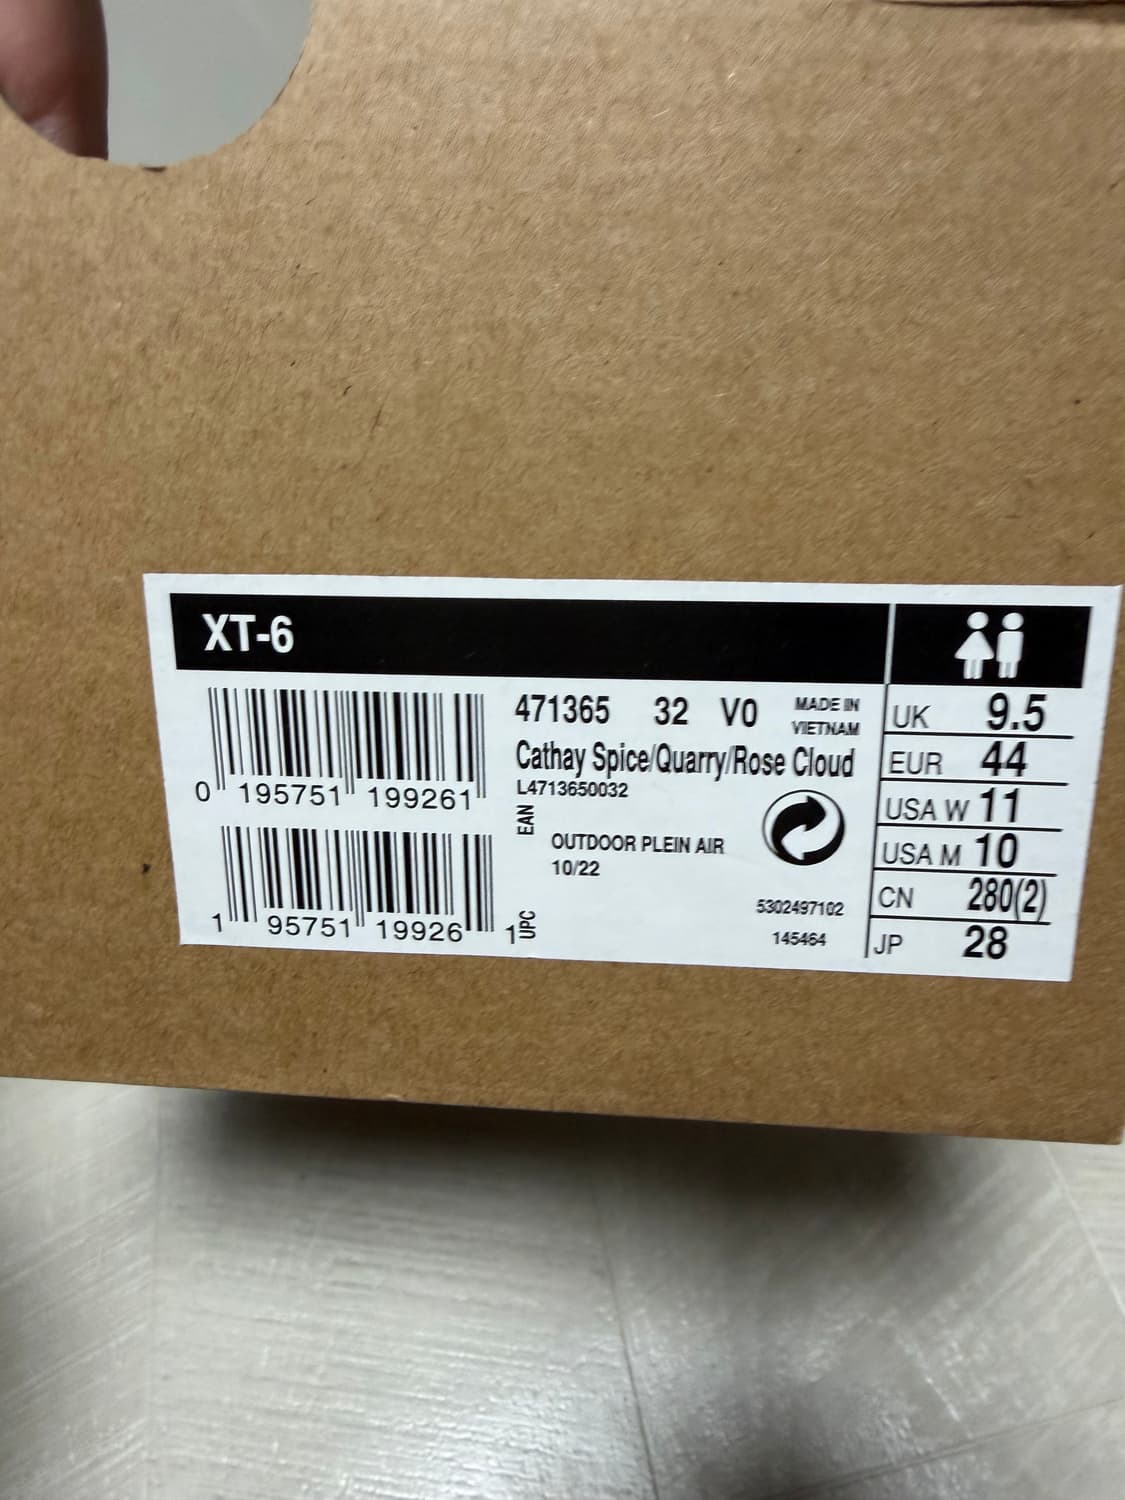 XT-6
0 195751 199261
1 95751 19926 1
EAN
UPC
471365 32 V0
MADE IN
VIETNAM
Cathay Spice/Quarry/Rose Cloud
L4713650032
OUTDOOR PLEIN AIR
10/22
5302497102
145464
UK 9.5
EUR 44
USA W 11
USA M 10
CN 280(2)
JP 28